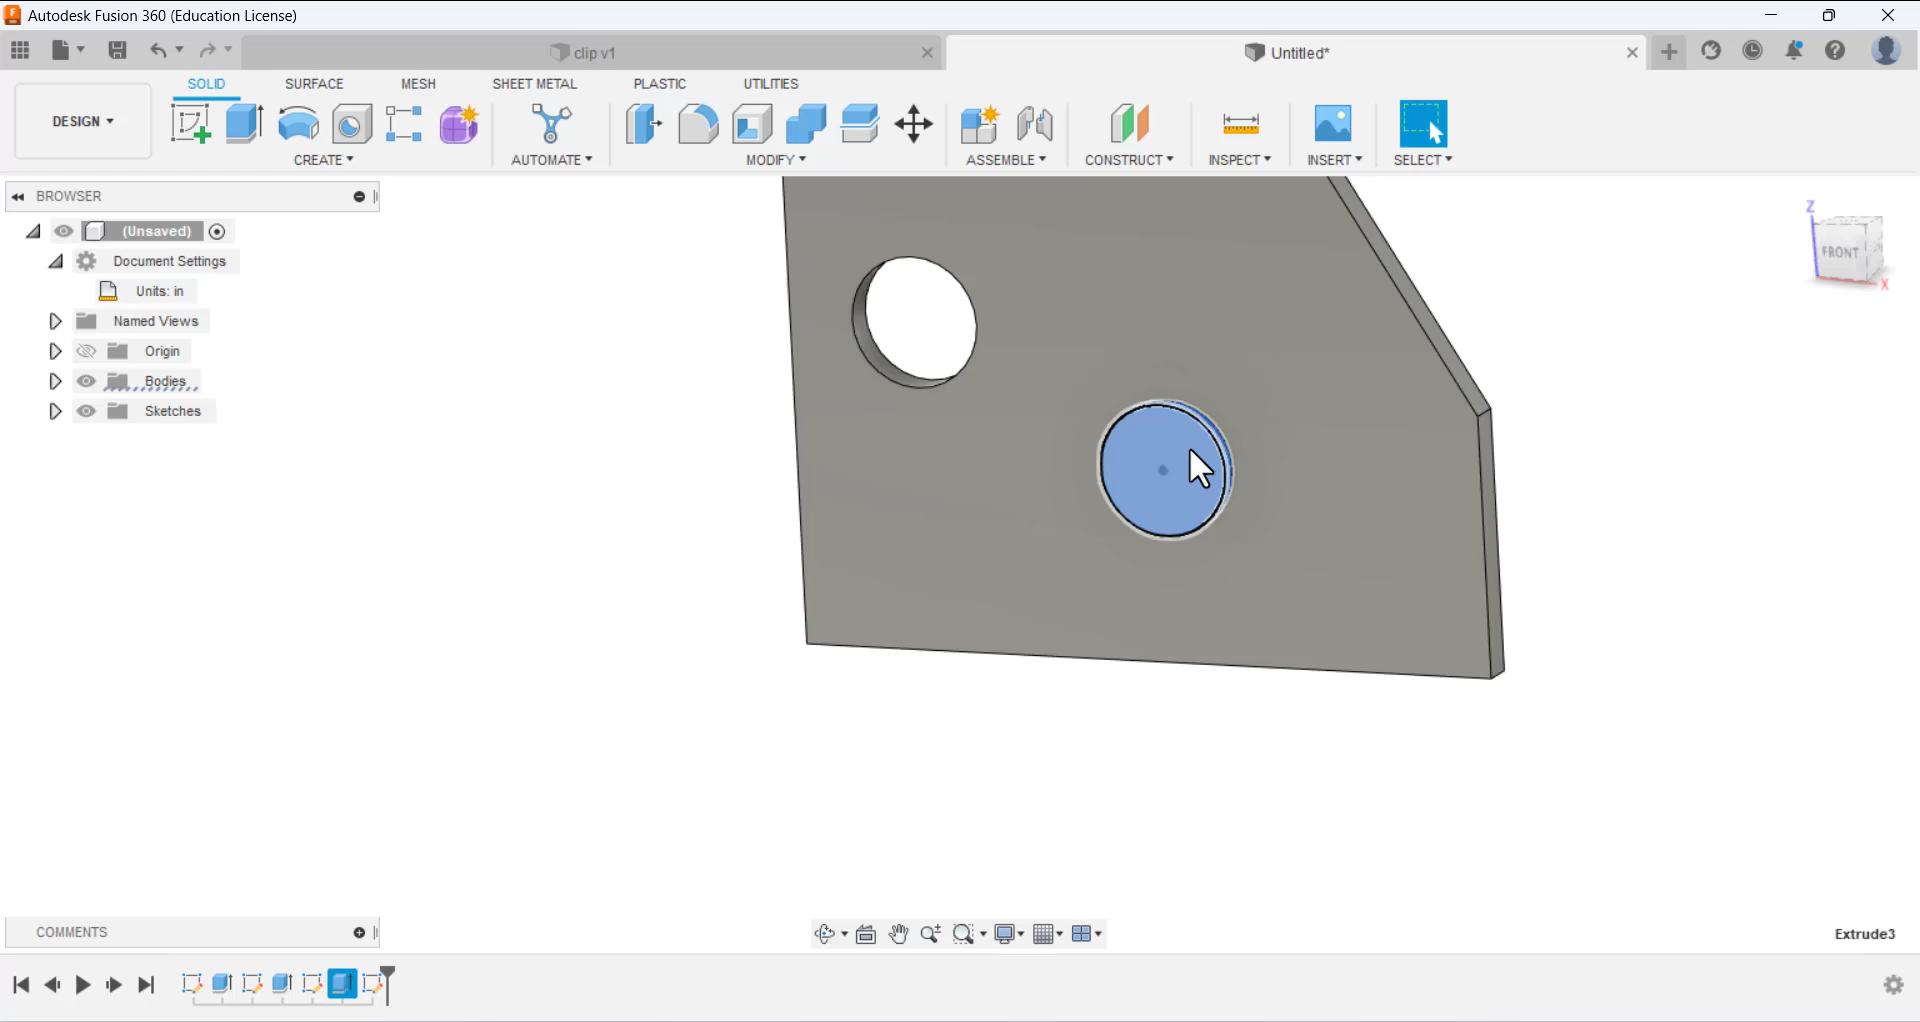 Autodesk Fusion 360 (Education License)
clip v1
Untitled*
SOLID
SURFACE
MESH
SHEET METAL
PLASTIC
UTILITIES
DESIGN
CREATE
AUTOMATE
MODIFY
ASSEMBLE
CONSTRUCT
INSPECT
INSERT
SELECT
BROWSER
(Unsaved)
Document Settings
Units: in
Named Views
Origin
Bodies
Sketches
Z
FRONT
X
COMMENTS
Extrude3